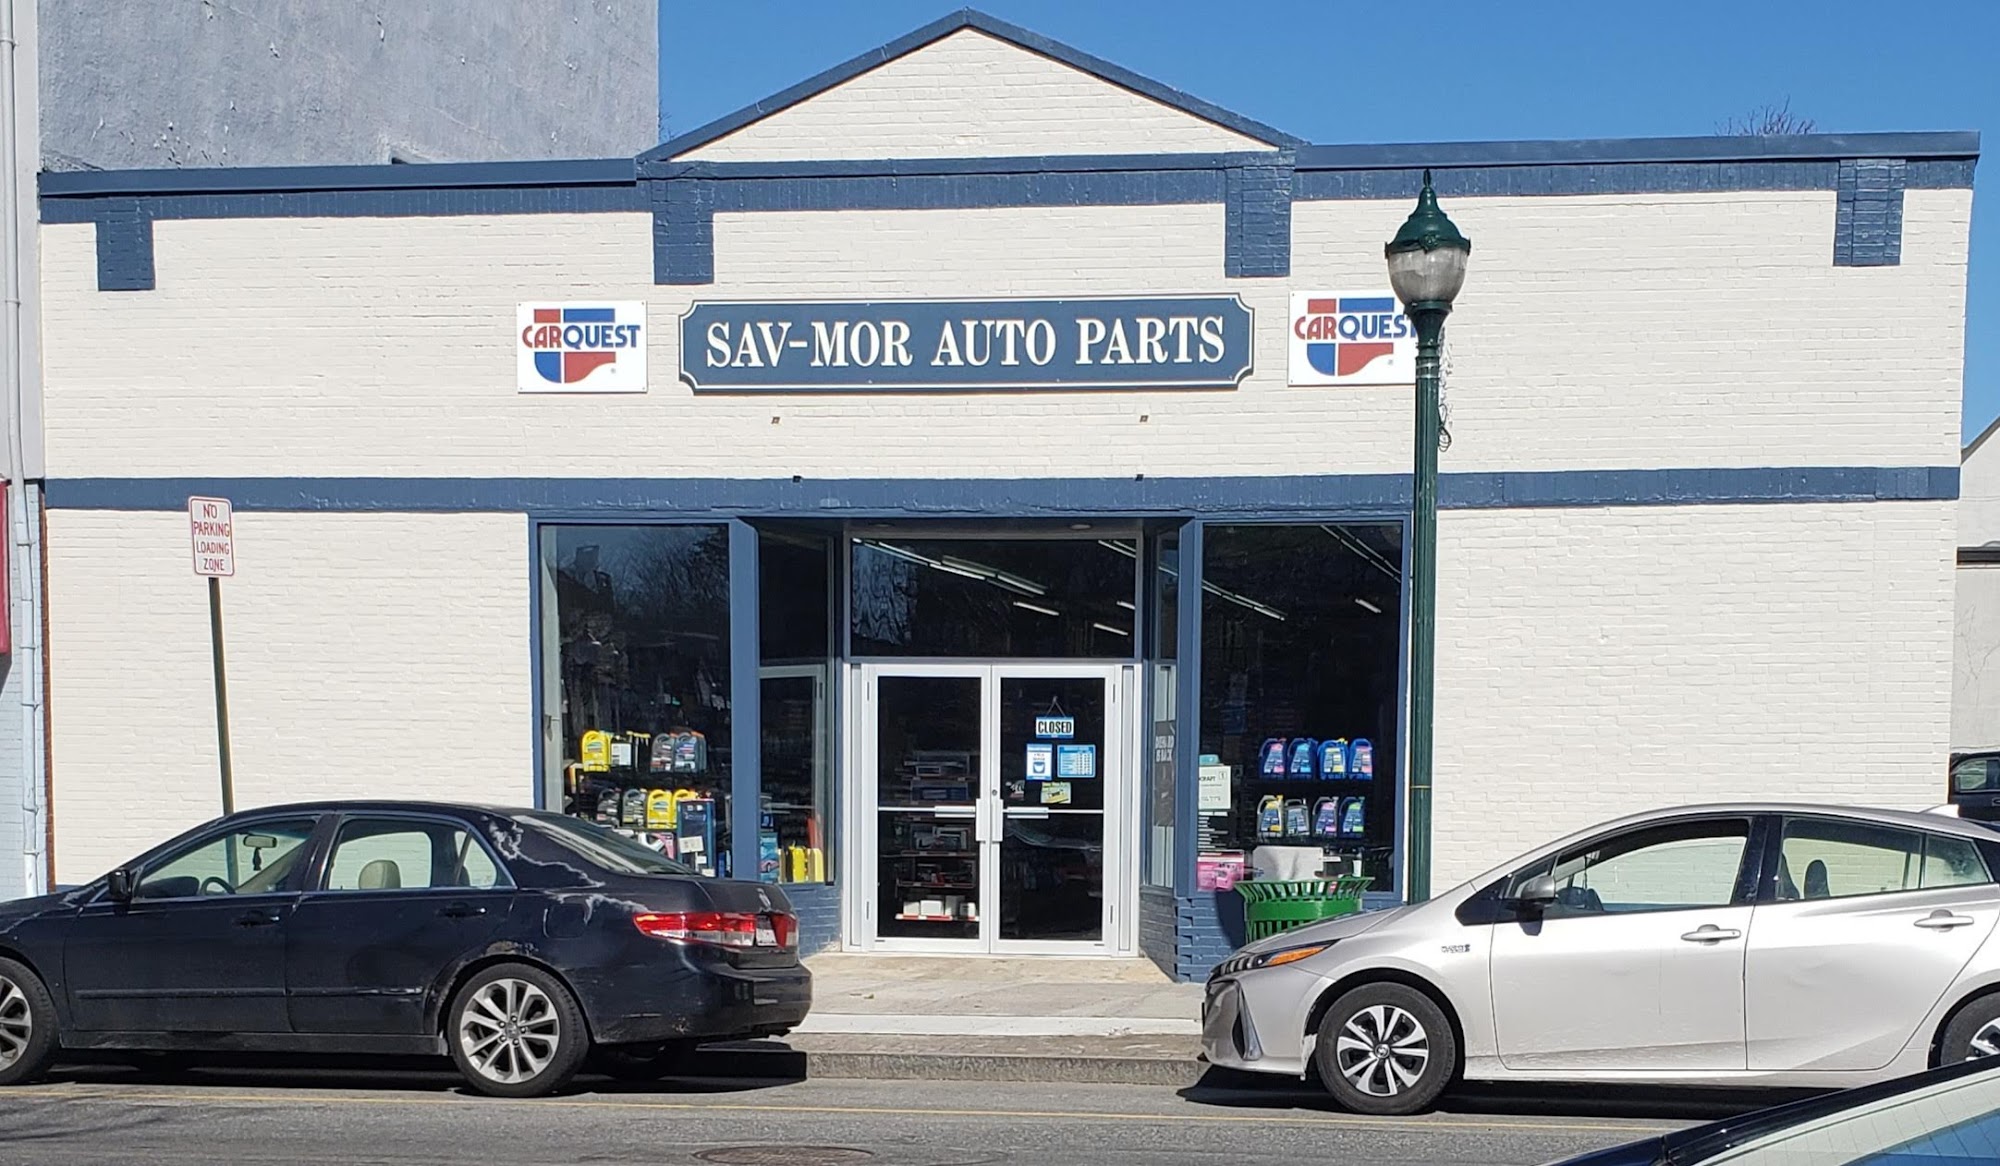 CARQUEST
SAV-MOR AUTO PARTS
CARQUEST
NO
PARKING
LOADING
ZONE
CLOSED